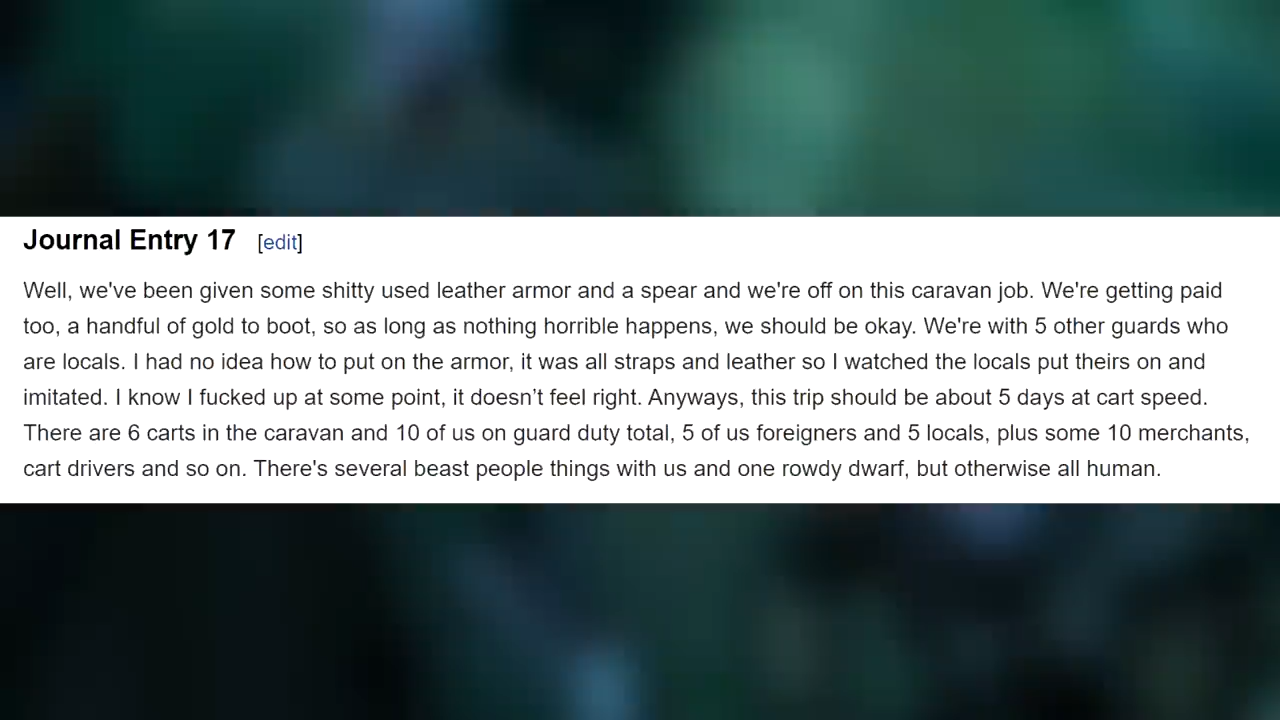 Journal Entry 17 [edit]
Well, we've been given some shitty used leather armor and a spear and we're off on this caravan job. We're getting paid
too, a handful of gold to boot, so as long as nothing horrible happens, we should be okay. We're with 5 other guards who
are locals. I had no idea how to put on the armor, it was all straps and leather so I watched the locals put theirs on and
imitated. I know I fucked up at some point, it doesn’t feel right. Anyways, this trip should be about 5 days at cart speed.
There are 6 carts in the caravan and 10 of us on guard duty total, 5 of us foreigners and 5 locals, plus some 10 merchants,
cart drivers and so on. There's several beast people things with us and one rowdy dwarf, but otherwise all human.